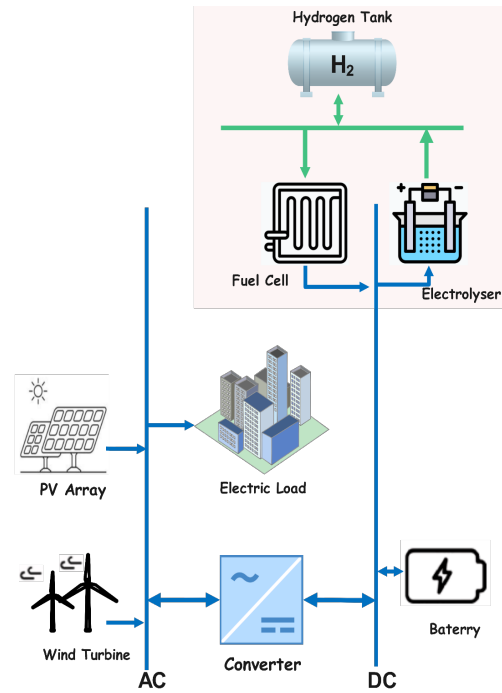 Hydrogen Tank
H₂
+ −
Fuel Cell
Electrolyser
PV Array
Electric Load
Wind Turbine
Converter
Baterry
AC
DC